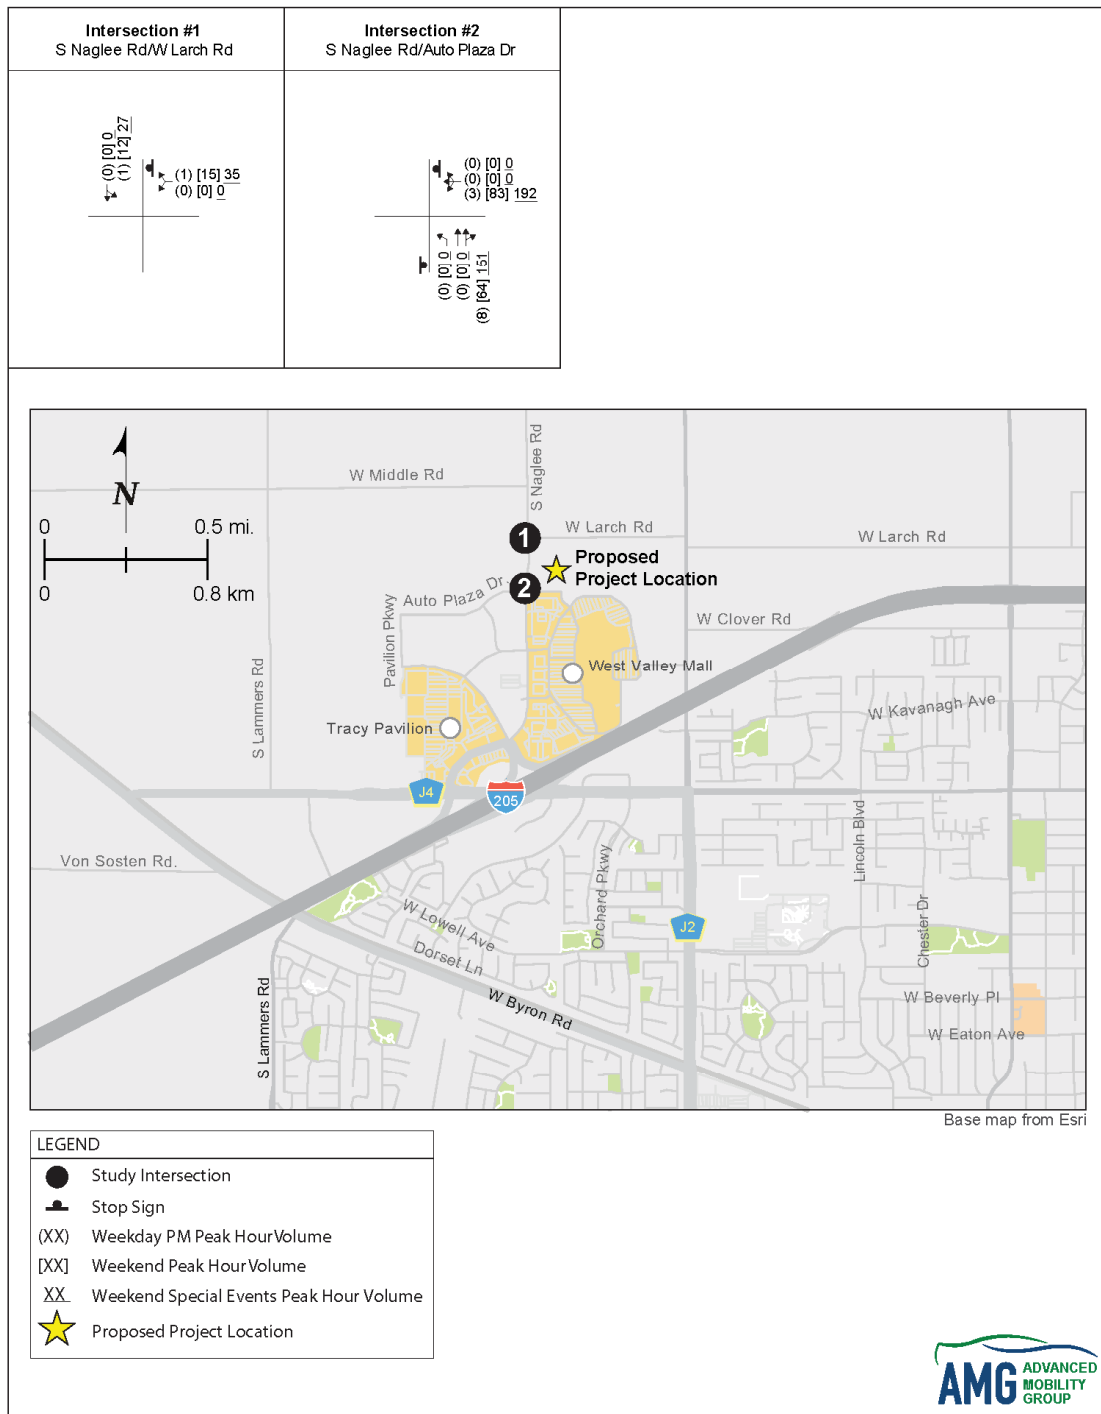 Intersection #1
S Naglee Rd/W Larch Rd
Intersection #2
S Naglee Rd/Auto Plaza Dr
(0) [0] 0
(1) [12] 27
(1) [15] 35
(0) [0] 0
(0) [0] 0
(0) [0] 0
(3) [83] 192
(0) [0] 0
(0) [0] 0
(8) [64] 151
N
0 0.5 mi.
0 0.8 km
W Middle Rd
S Naglee Rd
1
W Larch Rd
W Larch Rd
Proposed
Project Location
2
Auto Plaza Dr.
Pavilion Pkwy
W Clover Rd
West Valley Mall
S Lammers Rd
Tracy Pavilion
W Kavanagh Ave
J4
205
Von Sosten Rd.
Lincoln Blvd
Orchard Pkwy
W Lowell Ave
J2
Chester Dr
Dorset Ln
W Byron Rd
W Beverly Pl
S Lammers Rd
W Eaton Ave
Base map from Esri
LEGEND
Study Intersection
Stop Sign
(XX) Weekday PM Peak Hour Volume
[XX] Weekend Peak Hour Volume
XX Weekend Special Events Peak Hour Volume
Proposed Project Location
AMG ADVANCED
MOBILITY
GROUP